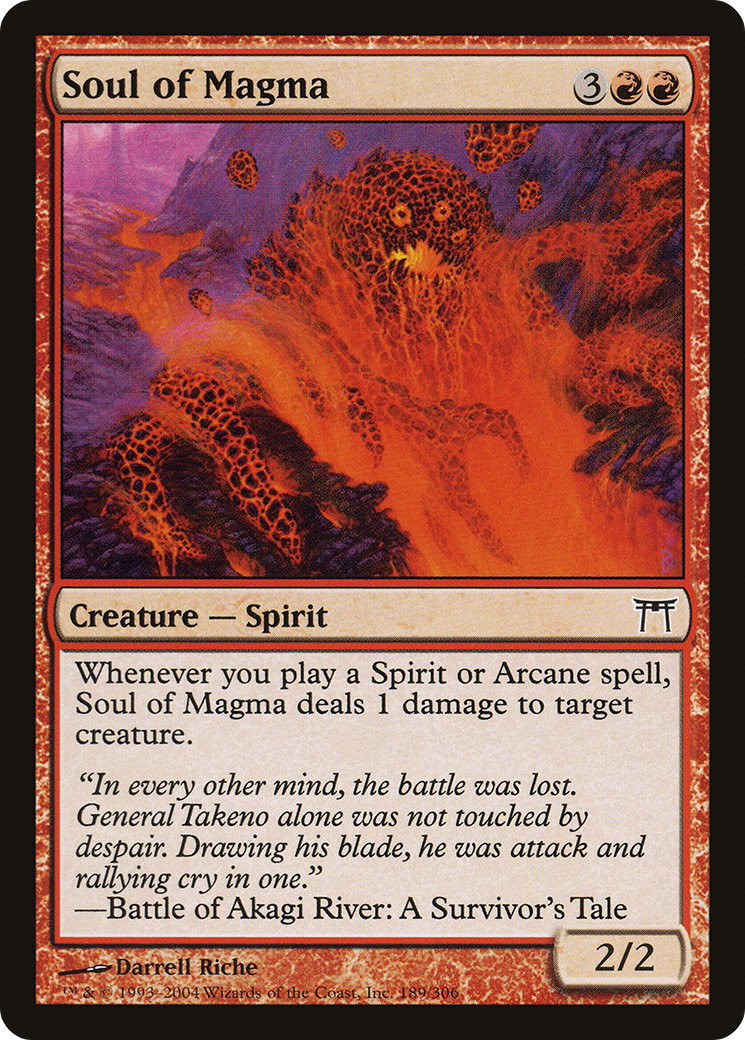 Soul of Magma 3
Creature — Spirit
Whenever you play a Spirit or Arcane spell,
Soul of Magma deals 1 damage to target
creature.
“In every other mind, the battle was lost.
General Takeno alone was not touched by
despair. Drawing his blade, he was attack and
rallying cry in one.”
—Battle of Akagi River: A Survivor’s Tale
2/2
Darrell Riche
™ & © 1993–2004 Wizards of the Coast, Inc. 189/306